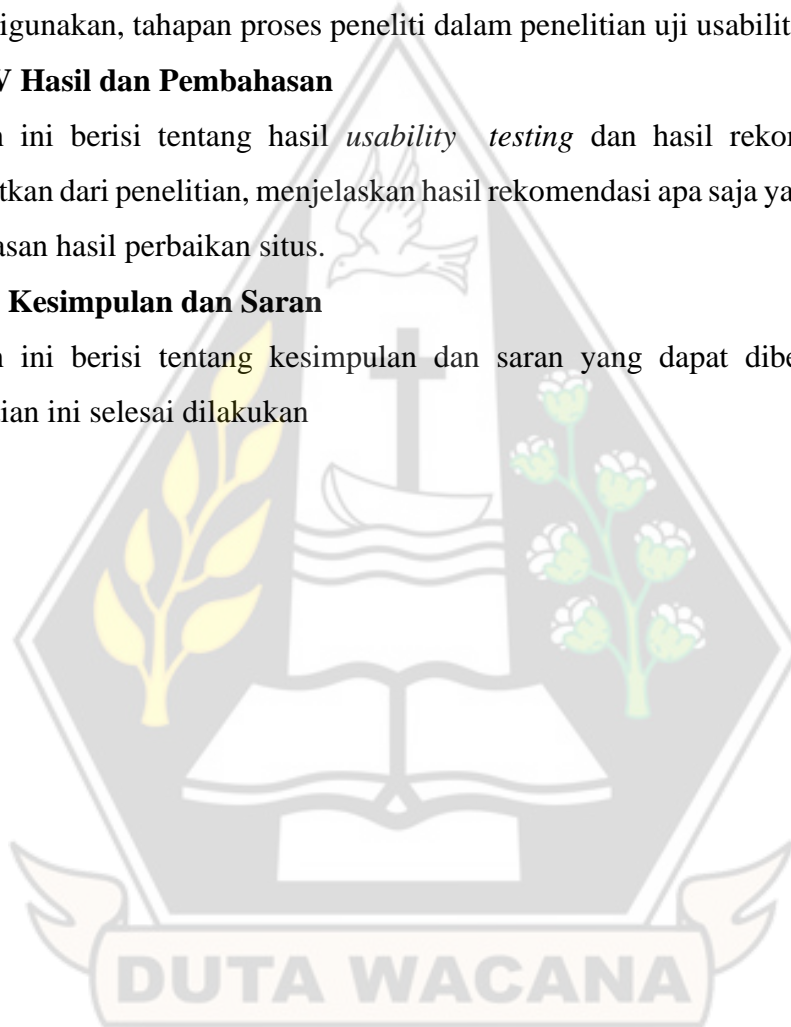 igunakan, tahapan proses peneliti dalam penelitian uji usabilit
V Hasil dan Pembahasan
n ini berisi tentang hasil usability testing dan hasil rekor
tkan dari penelitian, menjelaskan hasil rekomendasi apa saja ya
asan hasil perbaikan situs.
Kesimpulan dan Saran
n ini berisi tentang kesimpulan dan saran yang dapat dibe
ian ini selesai dilakukan
DUTA WACANA